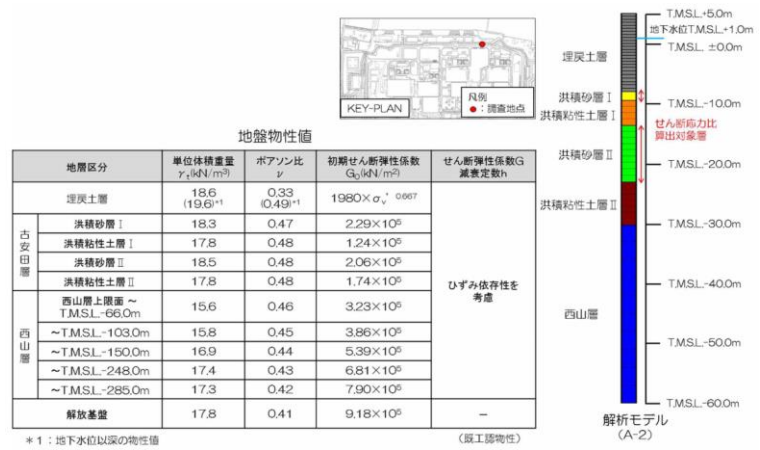 KEY-PLAN
凡例
●：調査地点
地盤物性値
地層区分
単位体積重量
γt(kN/m³)
ポアソン比
ν
初期せん断弾性係数
G₀(kN/m²)
せん断弾性係数G
減衰定数h
埋戻土層
18.6
(19.6)*¹
0.33
(0.49)*¹
1980×σv' 0.667
古安田層
洪積砂層Ⅰ
18.3
0.47
2.29×10⁵
洪積粘性土層Ⅰ
17.8
0.48
1.24×10⁵
洪積砂層Ⅱ
18.5
0.48
2.06×10⁵
洪積粘性土層Ⅱ
17.8
0.48
1.74×10⁵
西山層
西山層上限面 ～
T.M.S.L.-66.0m
15.6
0.46
3.23×10⁵
～T.M.S.L.-103.0m
15.8
0.45
3.86×10⁵
～T.M.S.L.-150.0m
16.9
0.44
5.39×10⁵
～T.M.S.L.-248.0m
17.4
0.43
6.81×10⁵
～T.M.S.L.-285.0m
17.3
0.42
7.90×10⁵
ひずみ依存性を
考慮
解放基盤
17.8
0.41
9.18×10⁵
－
*1：地下水位以深の物性値
(既工認物性)
T.M.S.L.+5.0m
地下水位T.M.S.L.+1.0m
T.M.S.L. ±0.0m
埋戻土層
洪積砂層Ⅰ
T.M.S.L.-10.0m
洪積粘性土層Ⅰ
せん断応力比
算出対象層
洪積砂層Ⅱ
T.M.S.L.-20.0m
洪積粘性土層Ⅱ
T.M.S.L.-30.0m
T.M.S.L.-40.0m
西山層
T.M.S.L.-50.0m
T.M.S.L.-60.0m
解析モデル
(A-2)